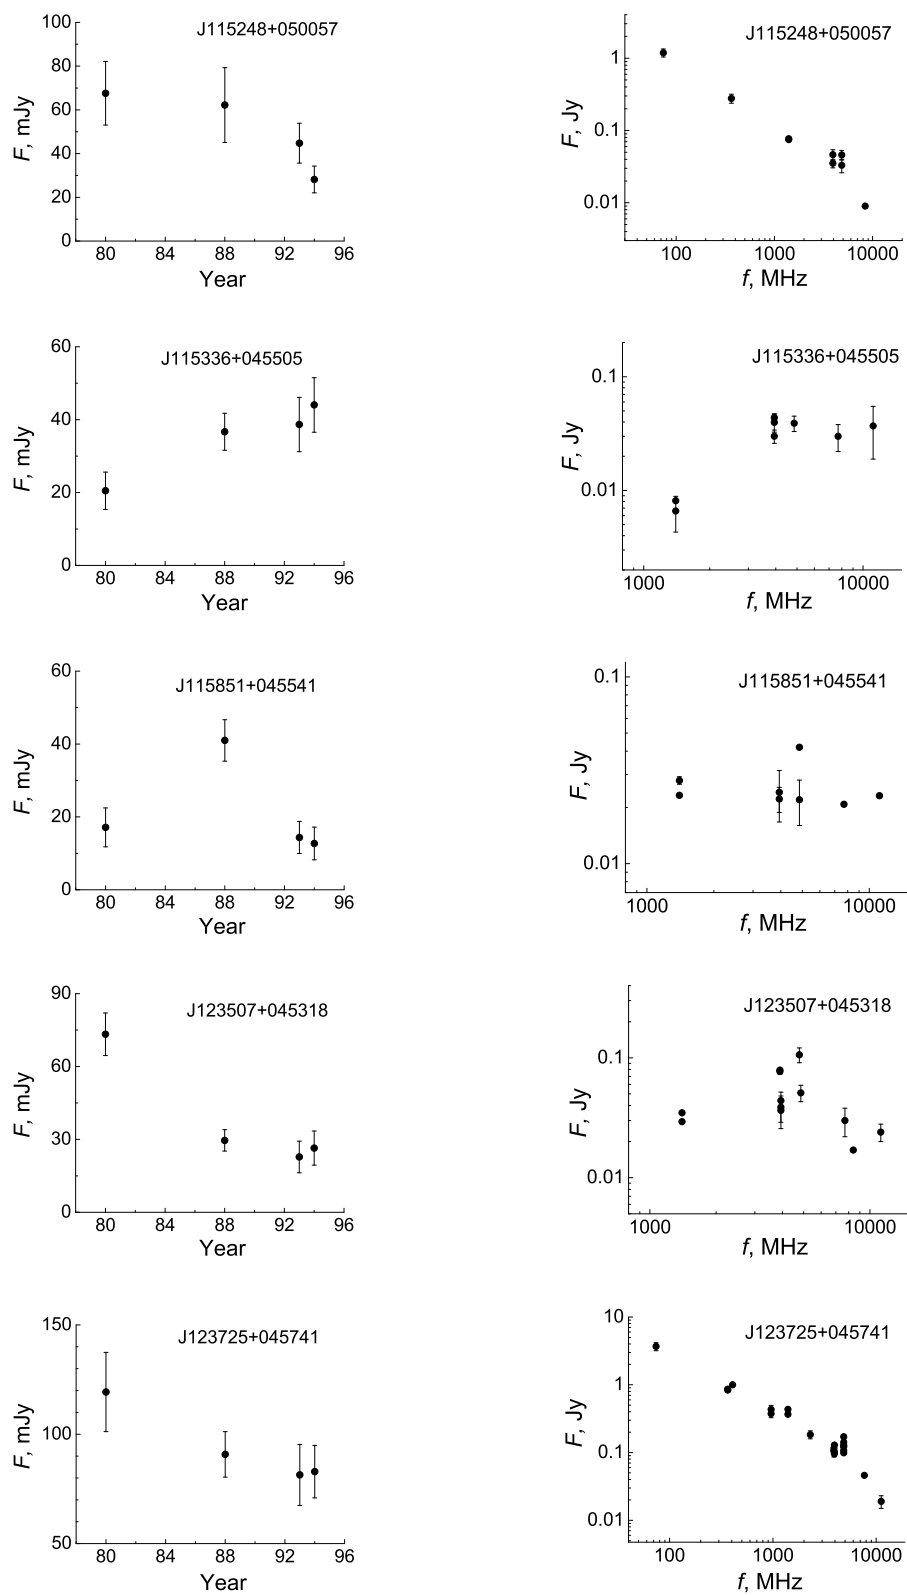 J115248+050057
F, mJy
100
80
60
40
20
0
80 84 88 92 96
Year
J115248+050057
F, Jy
1
0.1
0.01
100 1000 10000
f, MHz
J115336+045505
F, mJy
60
40
20
0
80 84 88 92 96
Year
J115336+045505
F, Jy
0.1
0.01
1000 10000
f, MHz
J115851+045541
F, mJy
60
40
20
0
80 84 88 92 96
Year
J115851+045541
F, Jy
0.1
0.01
1000 10000
f, MHz
J123507+045318
F, mJy
90
60
30
0
80 84 88 92 96
Year
J123507+045318
F, Jy
0.1
0.01
1000 10000
f, MHz
J123725+045741
F, mJy
150
100
50
80 84 88 92 96
Year
J123725+045741
F, Jy
10
1
0.1
0.01
100 1000 10000
f, MHz